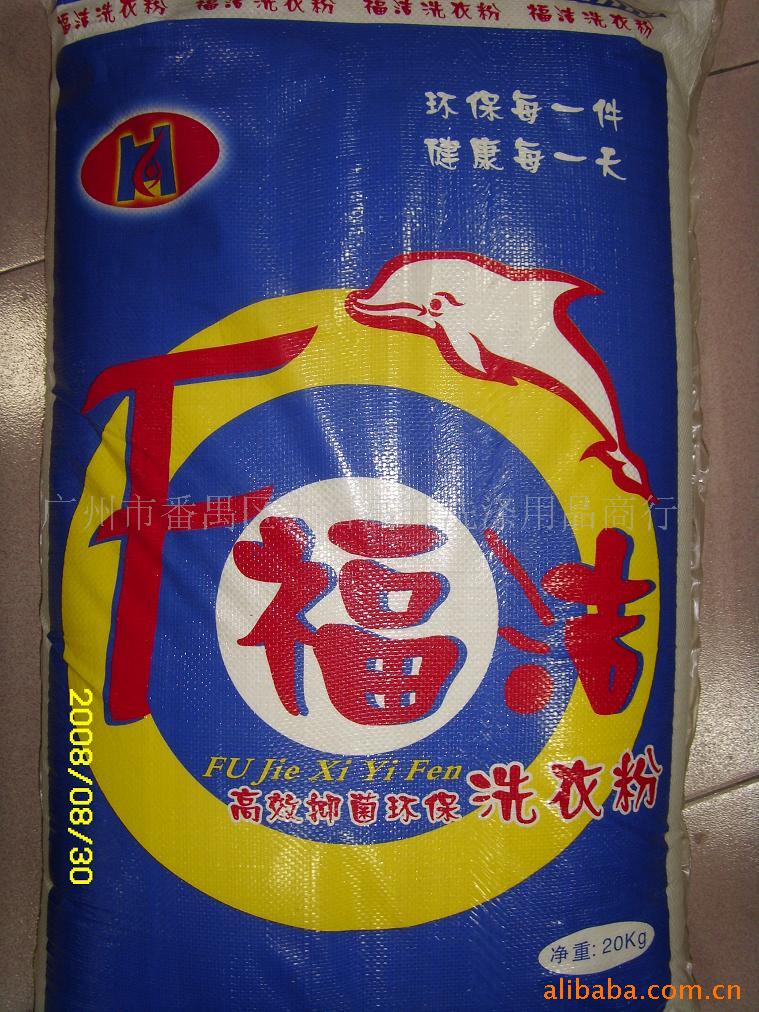 福洁洗衣粉 福洁洗衣粉 福洁洗衣粉 福洁洗衣粉
环保每一件
健康每一天
广州市番禺区 洗涤用品商行
F福洁
FU Jie Xi Yi Fen
高效抑菌环保洗衣粉
2008/08/30
净重: 20Kg
alibaba.com.cn